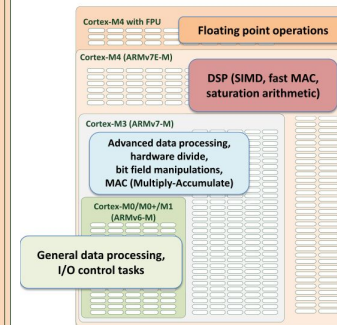 Cortex-M4 with FPU
Floating point operations
Cortex-M4 (ARMv7E-M)
DSP (SIMD, fast MAC,
saturation arithmetic)
Cortex-M3 (ARMv7-M)
Advanced data processing,
hardware divide,
bit field manipulations,
MAC (Multiply-Accumulate)
Cortex-M0/M0+/M1
(ARMv6-M)
General data processing,
I/O control tasks